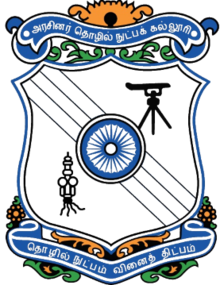 அரசினர் தொழில் நுட்பக் கல்லூரி
தொழில் நுட்பம் வினைத் திட்பம்